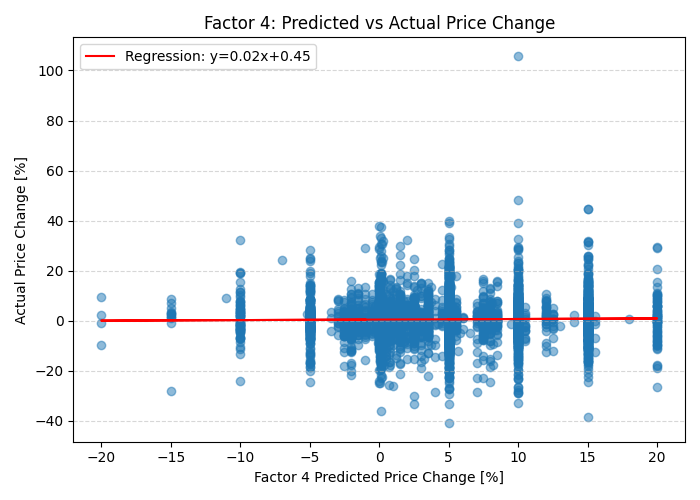 Factor 4: Predicted vs Actual Price Change
Regression: y=0.02x+0.45
Actual Price Change [%]
100
80
60
40
20
0
−20
−40
−20 −15 −10 −5 0 5 10 15 20
Factor 4 Predicted Price Change [%]